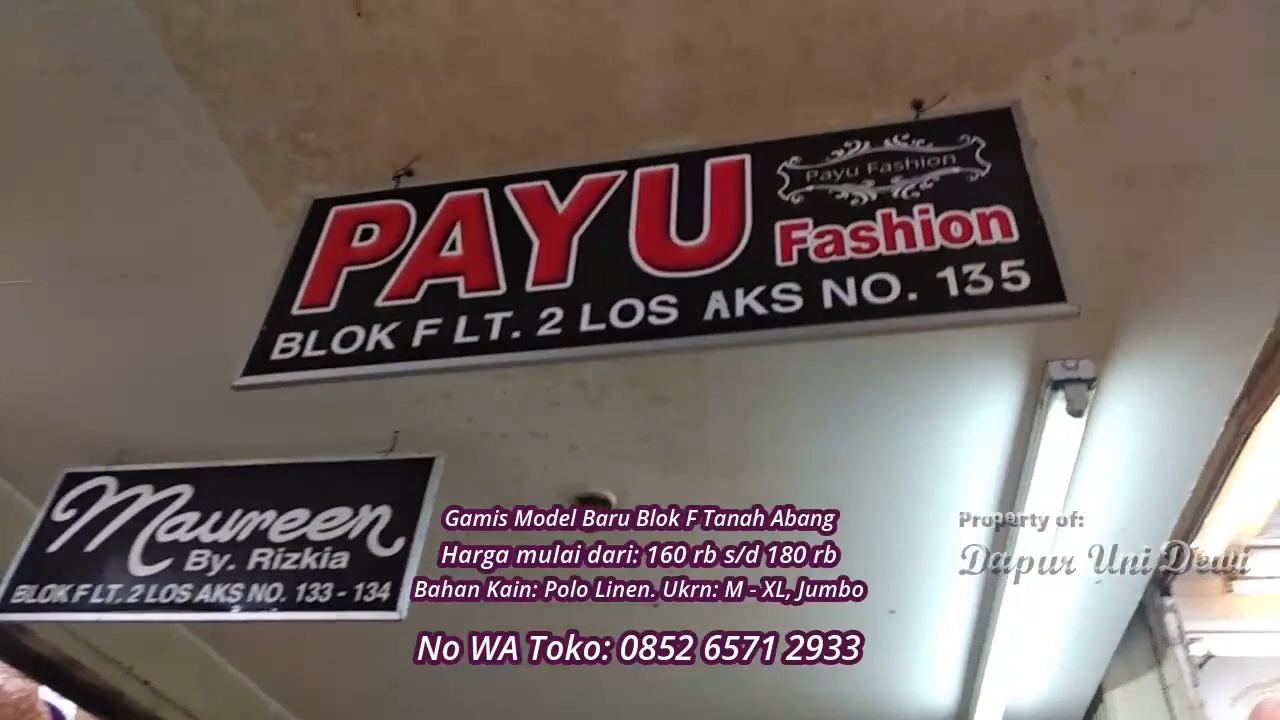 PAYU
Payu Fashion
Fashion
BLOK F LT. 2 LOS AKS NO. 135
Maureen
By. Rizkia
BLOK F LT. 2 LOS AKS NO. 133 - 134
Gamis Model Baru Blok F Tanah Abang
Harga mulai dari: 160 rb s/d 180 rb
Bahan Kain: Polo Linen. Ukrn: M - XL, Jumbo
No WA Toko: 0852 6571 2933
Property of:
Dapur Uni Dewi